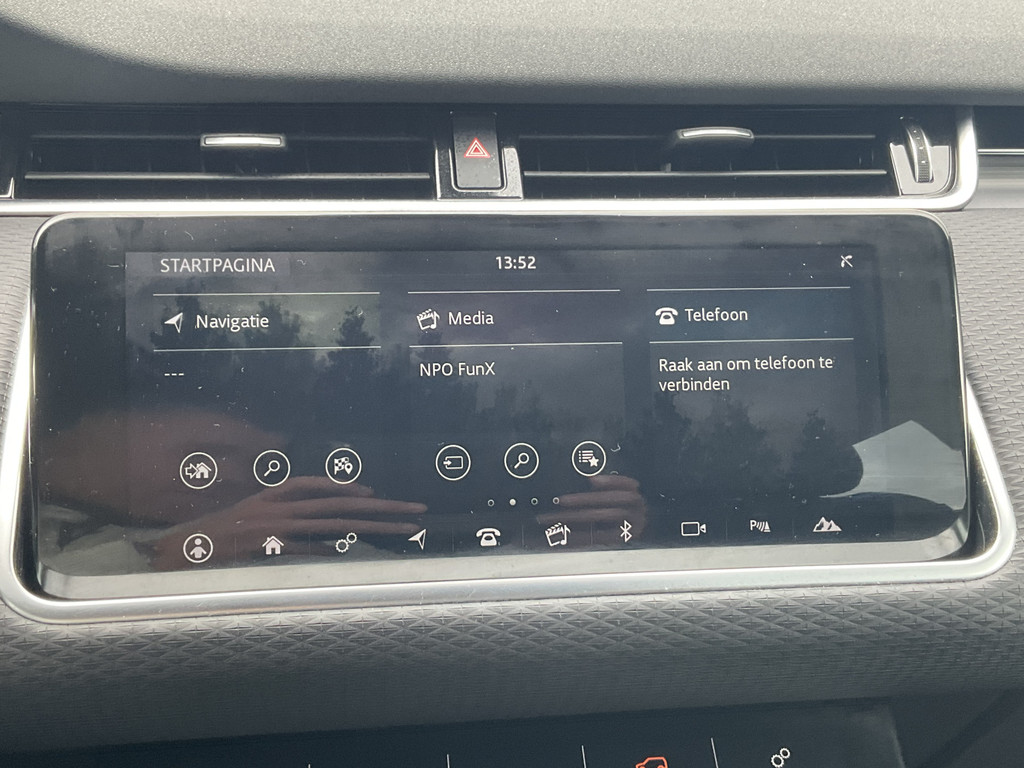 STARTPAGINA
13:52
Navigatie
Media
Telefoon
---
NPO FunX
Raak aan om telefoon te
verbinden
P